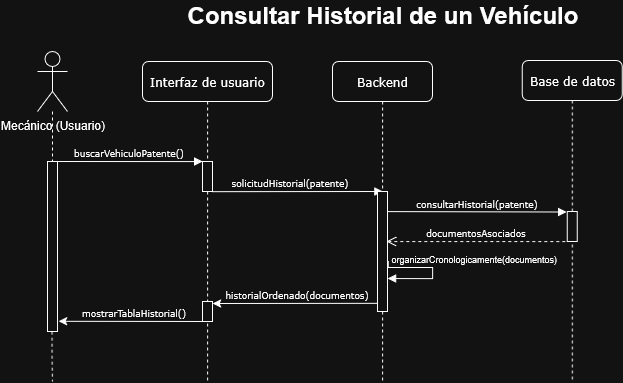 Consultar Historial de un Vehículo
Interfaz de usuario
Backend
Base de datos
Mecánico (Usuario)
buscarVehiculoPatente()
solicitudHistorial(patente)
consultarHistorial(patente)
documentosAsociados
organizarCronologicamente(documentos)
historialOrdenado(documentos)
mostrarTablaHistorial()